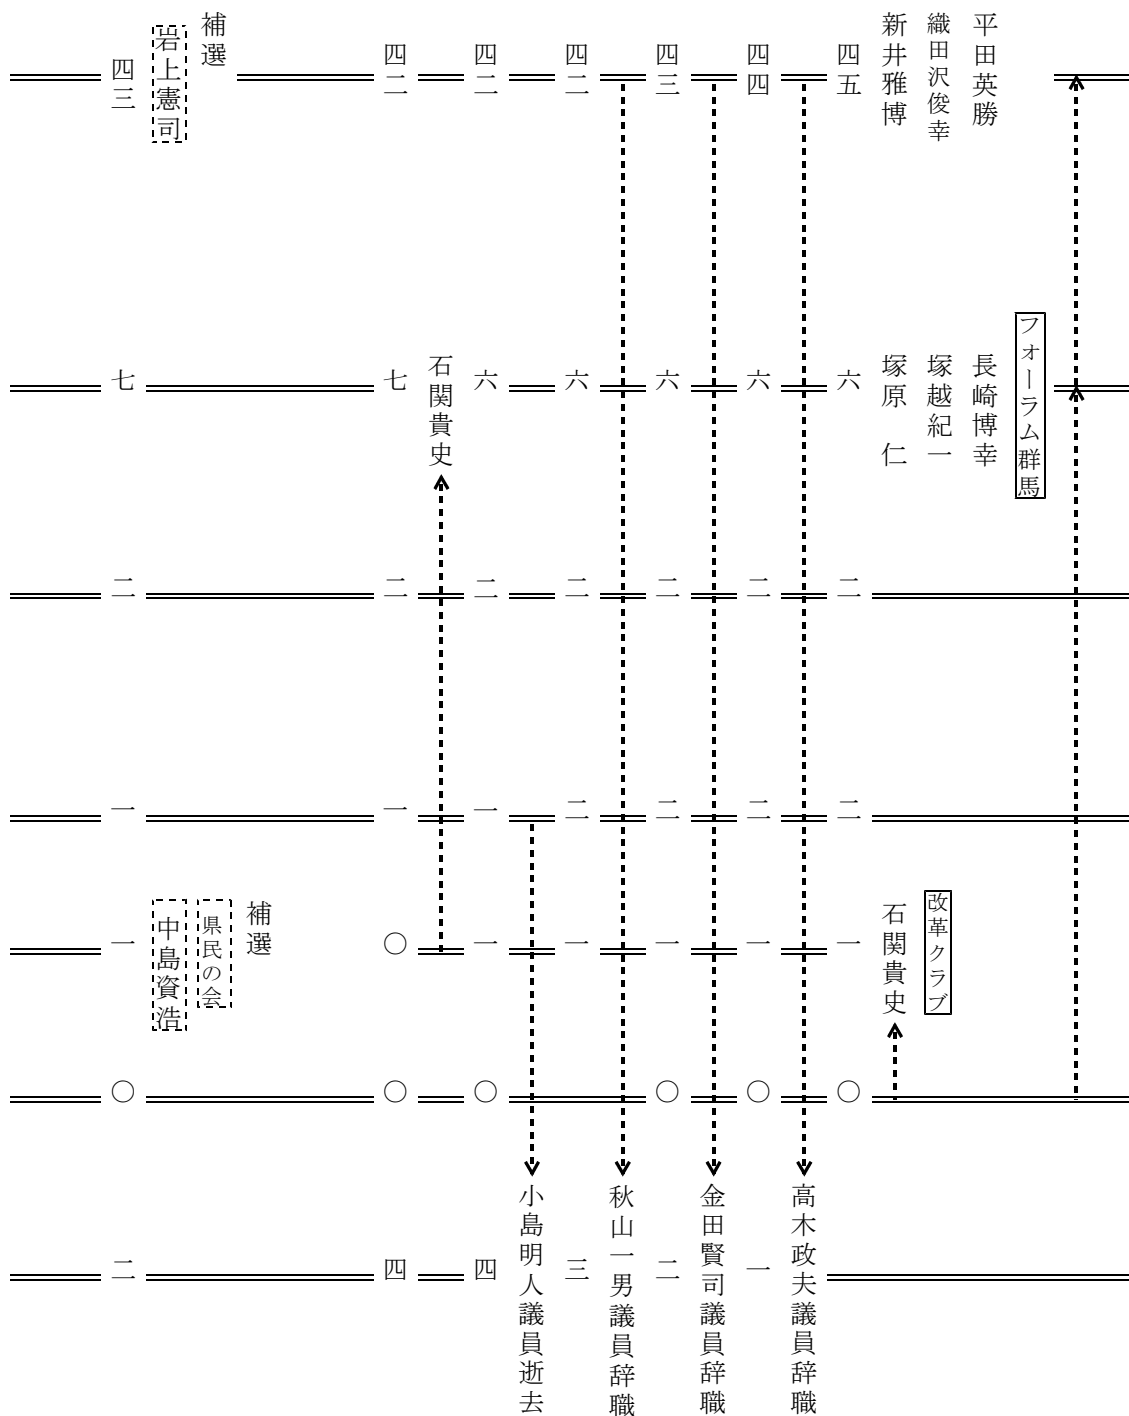 平田英勝
織田沢俊幸
新井雅博
フォーラム群馬
長崎博幸
塚越紀一
塚原 仁
改革クラブ
石関貴史
四五
六
二
二
一
〇
高木政夫議員辞職
四四
六
二
二
一
〇
一
金田賢司議員辞職
四三
六
二
二
一
〇
二
秋山一男議員辞職
四二
六
二
二
一
三
小島明人議員逝去
四二
六
二
一
一
〇
四
石関貴史
四二
七
二
一
〇
〇
四
補選
岩上憲司
補選
県民の会
中島資浩
四三
七
二
一
一
〇
二